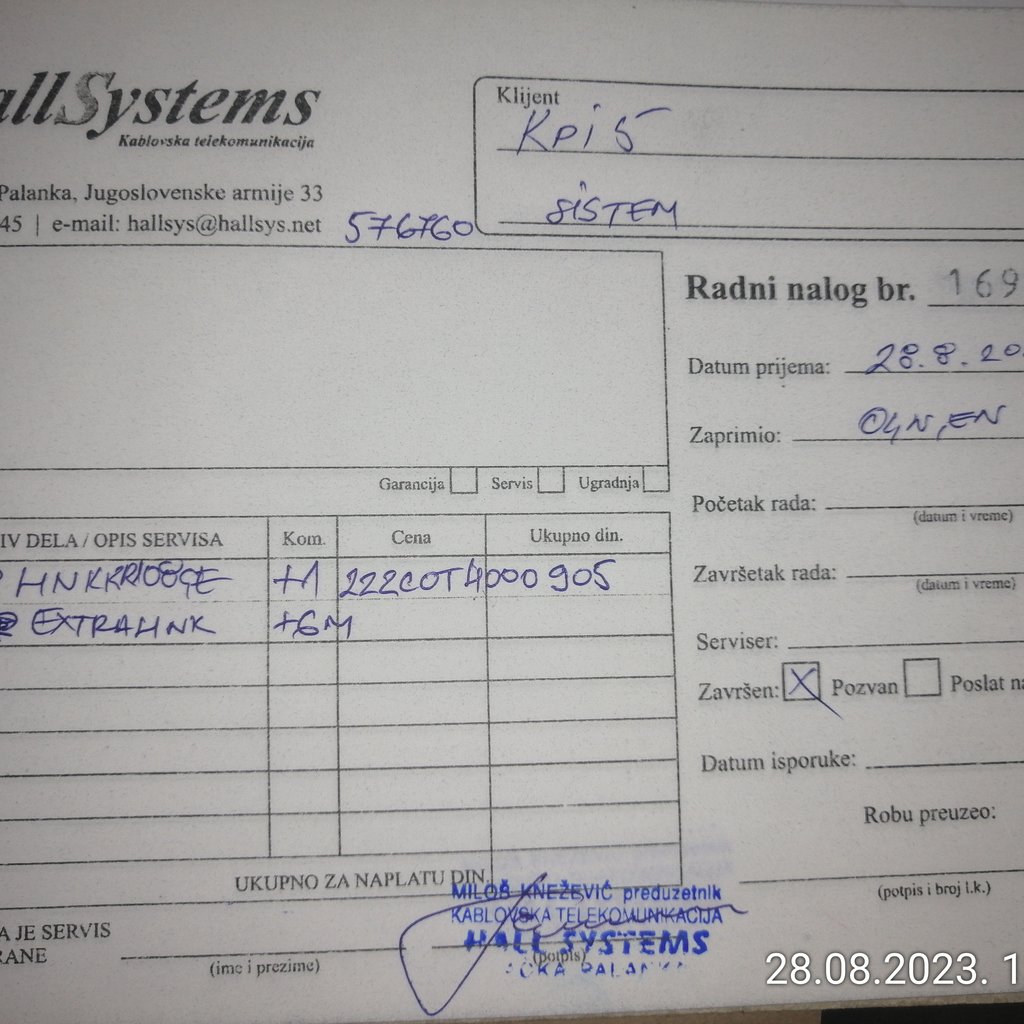 allSystems
Kablovska telekomunikacija
Palanka, Jugoslovenske armije 33
45 | e-mail: hallsys@hallsys.net 576760
Klijent
KPIS
SISTEM
Radni nalog br. 169
Datum prijema: 28.8.20
Zaprimio:
Početak rada:
(datum i vreme)
Završetak rada:
(datum i vreme)
Serviser:
Završen: X Pozvan Poslat na
Datum isporuke:
Robu preuzeo:
(potpis i broj l.k.)
Garancija Servis Ugradnja
IV DELA / OPIS SERVISA Kom. Cena Ukupno din.
+1 222COT4000905
EXTRALINK +6M
UKUPNO ZA NAPLATU DIN.
A JE SERVIS
RANE
(ime i prezime)
(potpis)
MILOŠ KNEŽEVIĆ preduzetnik
KABLOVSKA TELEKOMUNIKACIJA
HALL SYSTEMS
PALANKA
28.08.2023. 1